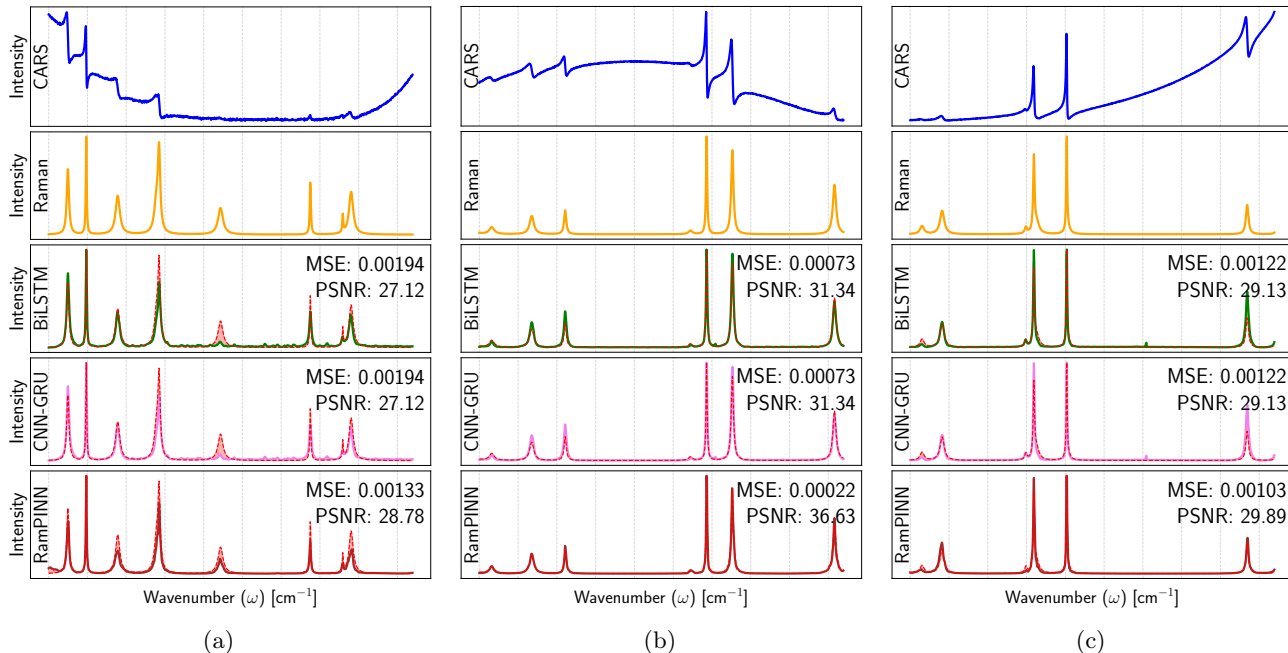 Intensity
CARS
Intensity
Raman
Intensity
BiLSTM
MSE: 0.00194
PSNR: 27.12
Intensity
CNN-GRU
MSE: 0.00194
PSNR: 27.12
Intensity
RamPINN
MSE: 0.00133
PSNR: 28.78
Wavenumber (ω) [cm⁻¹]
(a)
CARS
Raman
BiLSTM
MSE: 0.00073
PSNR: 31.34
CNN-GRU
MSE: 0.00073
PSNR: 31.34
RamPINN
MSE: 0.00022
PSNR: 36.63
Wavenumber (ω) [cm⁻¹]
(b)
CARS
Raman
BiLSTM
MSE: 0.00122
PSNR: 29.13
CNN-GRU
MSE: 0.00122
PSNR: 29.13
RamPINN
MSE: 0.00103
PSNR: 29.89
Wavenumber (ω) [cm⁻¹]
(c)